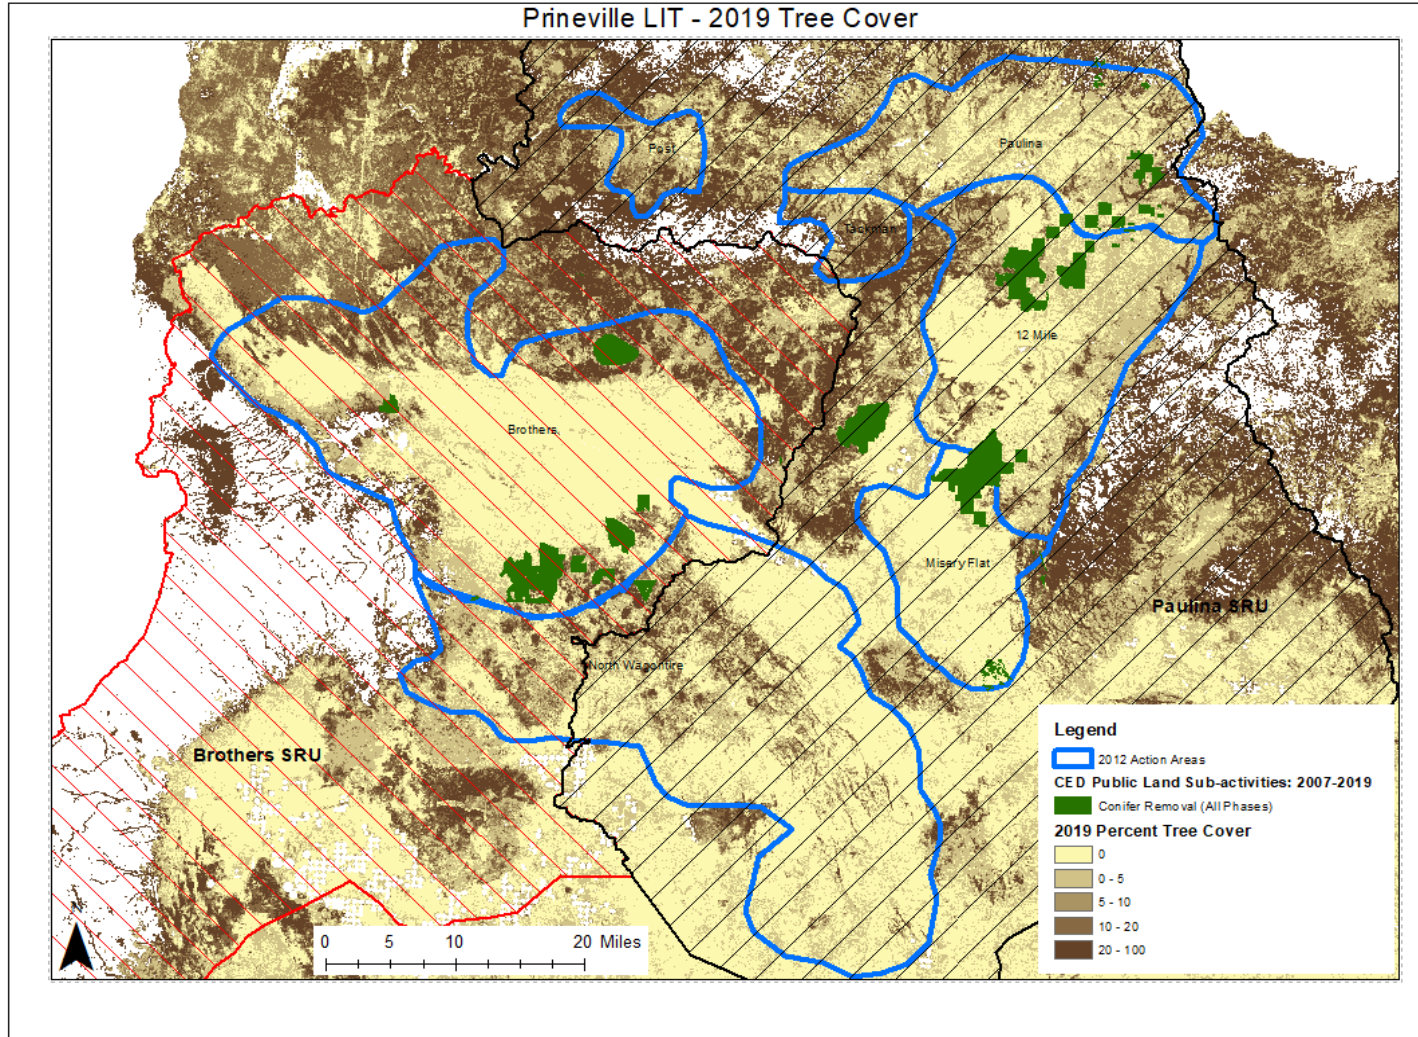 Prineville LIT - 2019 Tree Cover
Post
Paulina
Tackman
12 Mile
Brothers
Misery Flat
Paulina SRU
North Wagontire
Brothers SRU
Legend
2012 Action Areas
CED Public Land Sub-activities: 2007-2019
Conifer Removal (All Phases)
2019 Percent Tree Cover
0
0 - 5
5 - 10
10 - 20
20 - 100
0 5 10 20 Miles